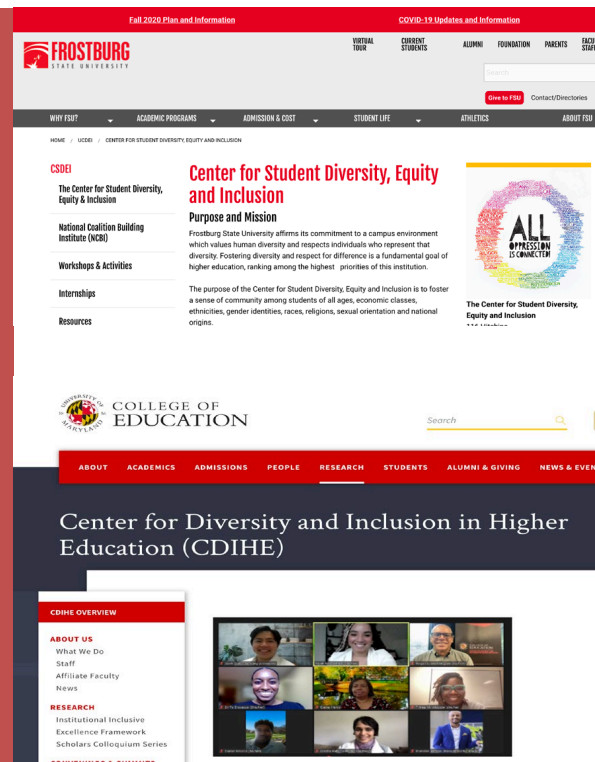 Fall 2020 Plan and Information
COVID-19 Updates and Information
FROSTBURG
STATE UNIVERSITY
VIRTUAL
TOUR
CURRENT
STUDENTS
ALUMNI
FOUNDATION
PARENTS
Search
Give to FSU
Contact/Directories
WHY FSU?
ACADEMIC PROGRAMS
ADMISSION & COST
STUDENT LIFE
ATHLETICS
ABOUT FSU
HOME / UCDEI / CENTER FOR STUDENT DIVERSITY, EQUITY AND INCLUSION
CSDEI
The Center for Student Diversity,
Equity & Inclusion
National Coalition Building
Institute (NCBI)
Workshops & Activities
Internships
Resources
Center for Student Diversity, Equity
and Inclusion
Purpose and Mission
Frostburg State University affirms its commitment to a campus environment
which values human diversity and respects individuals who represent that
diversity. Fostering diversity and respect for difference is a fundamental goal of
higher education, ranking among the highest priorities of this institution.
The purpose of the Center for Student Diversity, Equity and Inclusion is to foster
a sense of community among students of all ages, economic classes,
ethnicities, gender identities, races, religions, sexual orientation and national
origins.
ALL
OPPRESSION
IS CONNECTED
The Center for Student Diversity,
Equity and Inclusion
UNIVERSITY OF
MARYLAND
COLLEGE OF
EDUCATION
Search
ABOUT
ACADEMICS
ADMISSIONS
PEOPLE
RESEARCH
STUDENTS
ALUMNI & GIVING
NEWS & EVEN
Center for Diversity and Inclusion in Higher
Education (CDIHE)
CDIHE OVERVIEW
ABOUT US
What We Do
Staff
Affiliate Faculty
News
RESEARCH
Institutional Inclusive
Excellence Framework
Scholars Colloquium Series